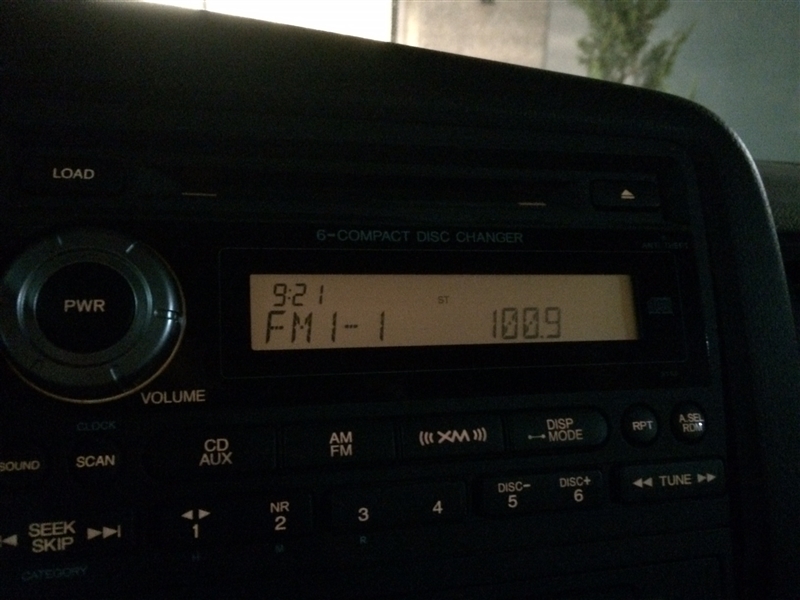 LOAD
6-COMPACT DISC CHANGER
PWR
9:21
ST
FM1-1 100.9
VOLUME
CLOCK
SOUND
SCAN
CD
AUX
AM
FM
(((XM)))
DISP
MODE
RPT
A.SEL
RDM
◄ ►
1
NR
2
3
4
DISC-
5
DISC+
6
◄◄ TUNE ►►
SEEK
SKIP
H
M
R
CATEGORY